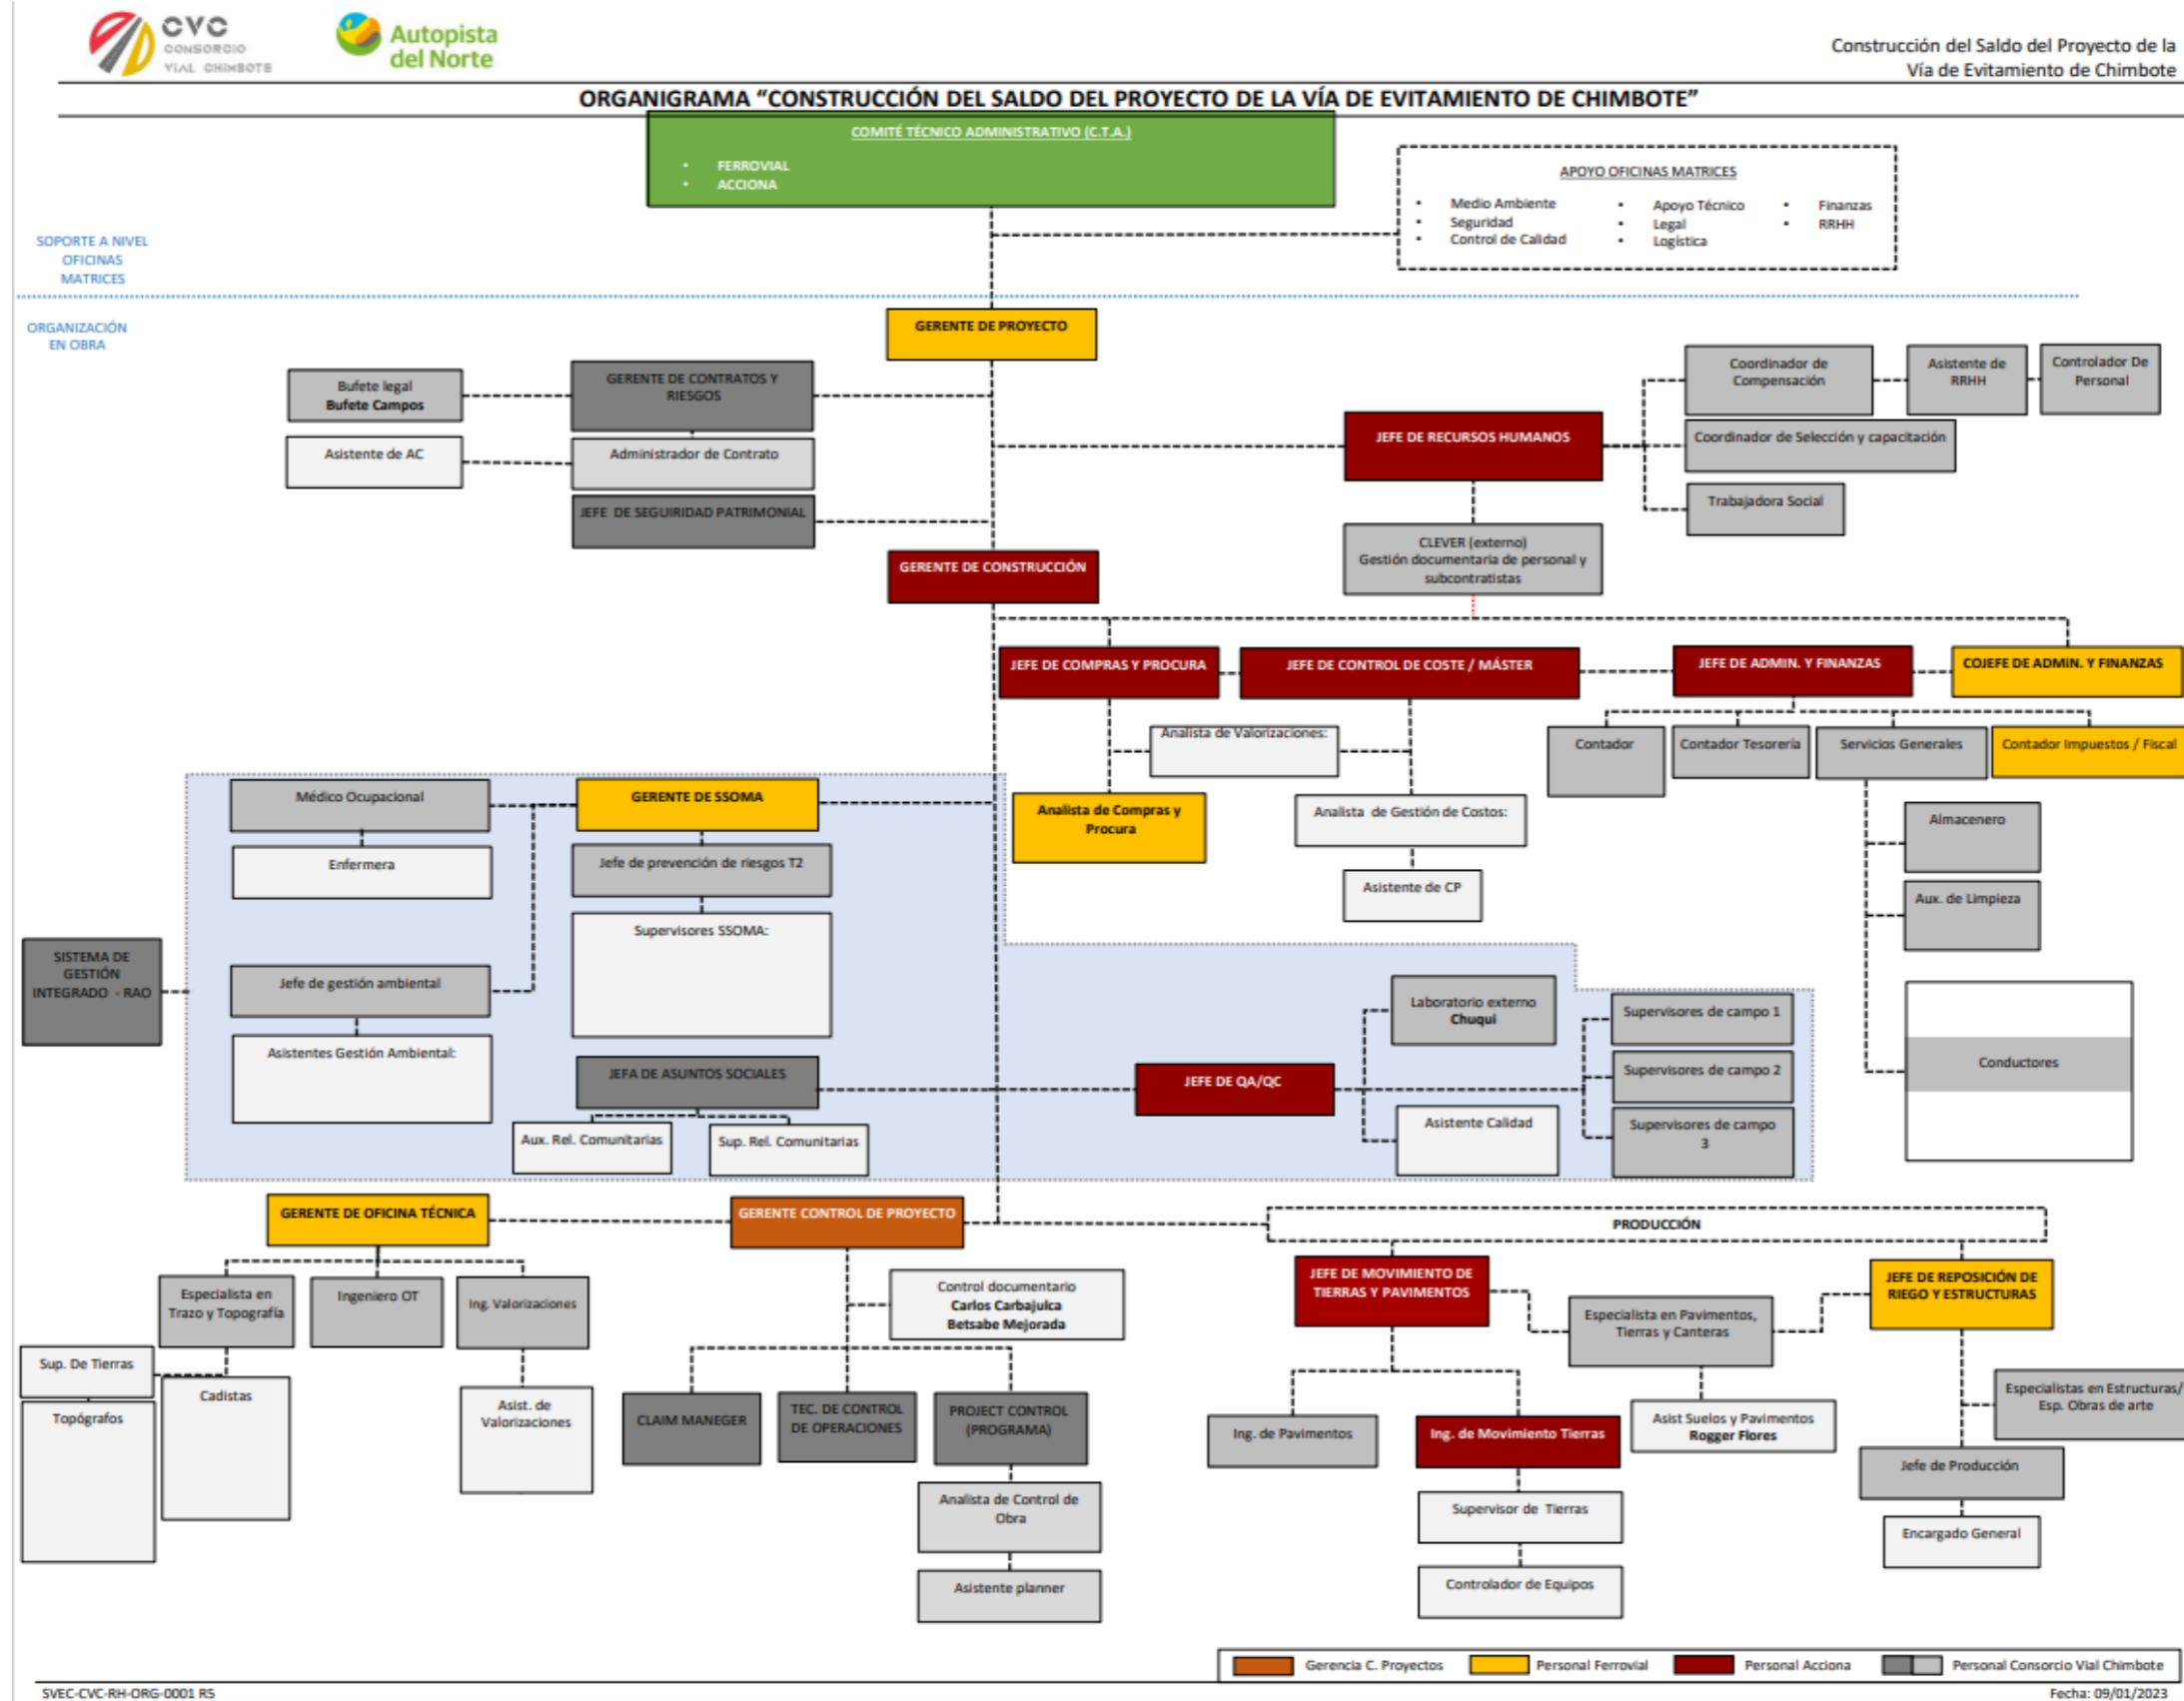 CVC
CONSORCIO
VIAL CHIMBOTE
Autopista
del Norte
Construcción del Saldo del Proyecto de la
Vía de Evitamiento de Chimbote
ORGANIGRAMA “CONSTRUCCIÓN DEL SALDO DEL PROYECTO DE LA VÍA DE EVITAMIENTO DE CHIMBOTE”
COMITÉ TÉCNICO ADMINISTRATIVO (C.T.A.)
▪ FERROVIAL
▪ ACCIONA
APOYO OFICINAS MATRICES
▪ Medio Ambiente
▪ Seguridad
▪ Control de Calidad
▪ Apoyo Técnico
▪ Legal
▪ Logística
▪ Finanzas
▪ RRHH
SOPORTE A NIVEL
OFICINAS
MATRICES
ORGANIZACIÓN
EN OBRA
GERENTE DE PROYECTO
Bufete legal
Bufete Campos
GERENTE DE CONTRATOS Y
RIESGOS
Asistente de AC
Administrador de Contrato
JEFE DE SEGUIRIDAD PATRIMONIAL
JEFE DE RECURSOS HUMANOS
Coordinador de
Compensación
Asistente de
RRHH
Controlador De
Personal
Coordinador de Selección y capacitación
Trabajadora Social
CLEVER (externo)
Gestión documentaria de personal y
subcontratistas
GERENTE DE CONSTRUCCIÓN
JEFE DE COMPRAS Y PROCURA
JEFE DE CONTROL DE COSTE / MÁSTER
JEFE DE ADMIN. Y FINANZAS
COJEFE DE ADMIN. Y FINANZAS
Analista de Valorizaciones:
Contador
Contador Tesorería
Servicios Generales
Contador Impuestos / Fiscal
Analista de Compras y
Procura
Analista de Gestión de Costos:
Asistente de CP
Almacenero
Aux. de Limpieza
Conductores
Médico Ocupacional
GERENTE DE SSOMA
Enfermera
Jefe de prevención de riesgos T2
Supervisores SSOMA:
SISTEMA DE
GESTIÓN
INTEGRADO - RAO
Jefe de gestión ambiental
Asistentes Gestión Ambiental:
JEFA DE ASUNTOS SOCIALES
Aux. Rel. Comunitarias
Sup. Rel. Comunitarias
JEFE DE QA/QC
Laboratorio externo
Chuqui
Asistente Calidad
Supervisores de campo 1
Supervisores de campo 2
Supervisores de campo
3
GERENTE DE OFICINA TÉCNICA
GERENTE CONTROL DE PROYECTO
PRODUCCIÓN
Especialista en
Trazo y Topografía
Ingeniero OT
Ing. Valorizaciones
Sup. De Tierras
Topógrafos
Cadistas
Asist. de
Valorizaciones
Control documentario
Carlos Carbajulca
Betsabe Mejorada
CLAIM MANEGER
TEC. DE CONTROL
DE OPERACIONES
PROJECT CONTROL
(PROGRAMA)
Analista de Control de
Obra
Asistente planner
JEFE DE MOVIMIENTO DE
TIERRAS Y PAVIMENTOS
Especialista en Pavimentos,
Tierras y Canteras
JEFE DE REPOSICIÓN DE
RIEGO Y ESTRUCTURAS
Ing. de Pavimentos
Ing. de Movimiento Tierras
Asist Suelos y Pavimentos
Rogger Flores
Especialistas en Estructuras/
Esp. Obras de arte
Jefe de Producción
Supervisor de Tierras
Encargado General
Controlador de Equipos
Gerencia C. Proyectos
Personal Ferrovial
Personal Acciona
Personal Consorcio Vial Chimbote
SVEC-CVC-RH-ORG-0001 R5
Fecha: 09/01/2023